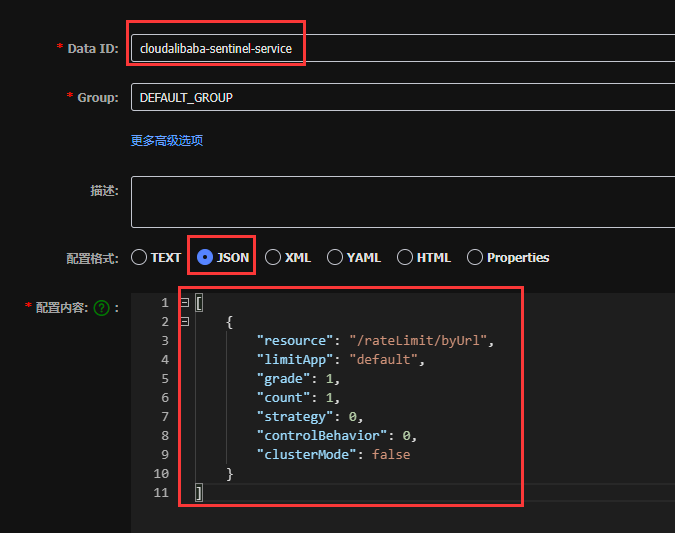 * Data ID: cloudalibaba-sentinel-service
* Group: DEFAULT_GROUP
更多高级选项
描述:
配置格式: TEXT JSON XML YAML HTML Properties
* 配置内容: ? :
1 [
2 {
3 "resource": "/rateLimit/byUrl",
4 "limitApp": "default",
5 "grade": 1,
6 "count": 1,
7 "strategy": 0,
8 "controlBehavior": 0,
9 "clusterMode": false
10 }
11 ]